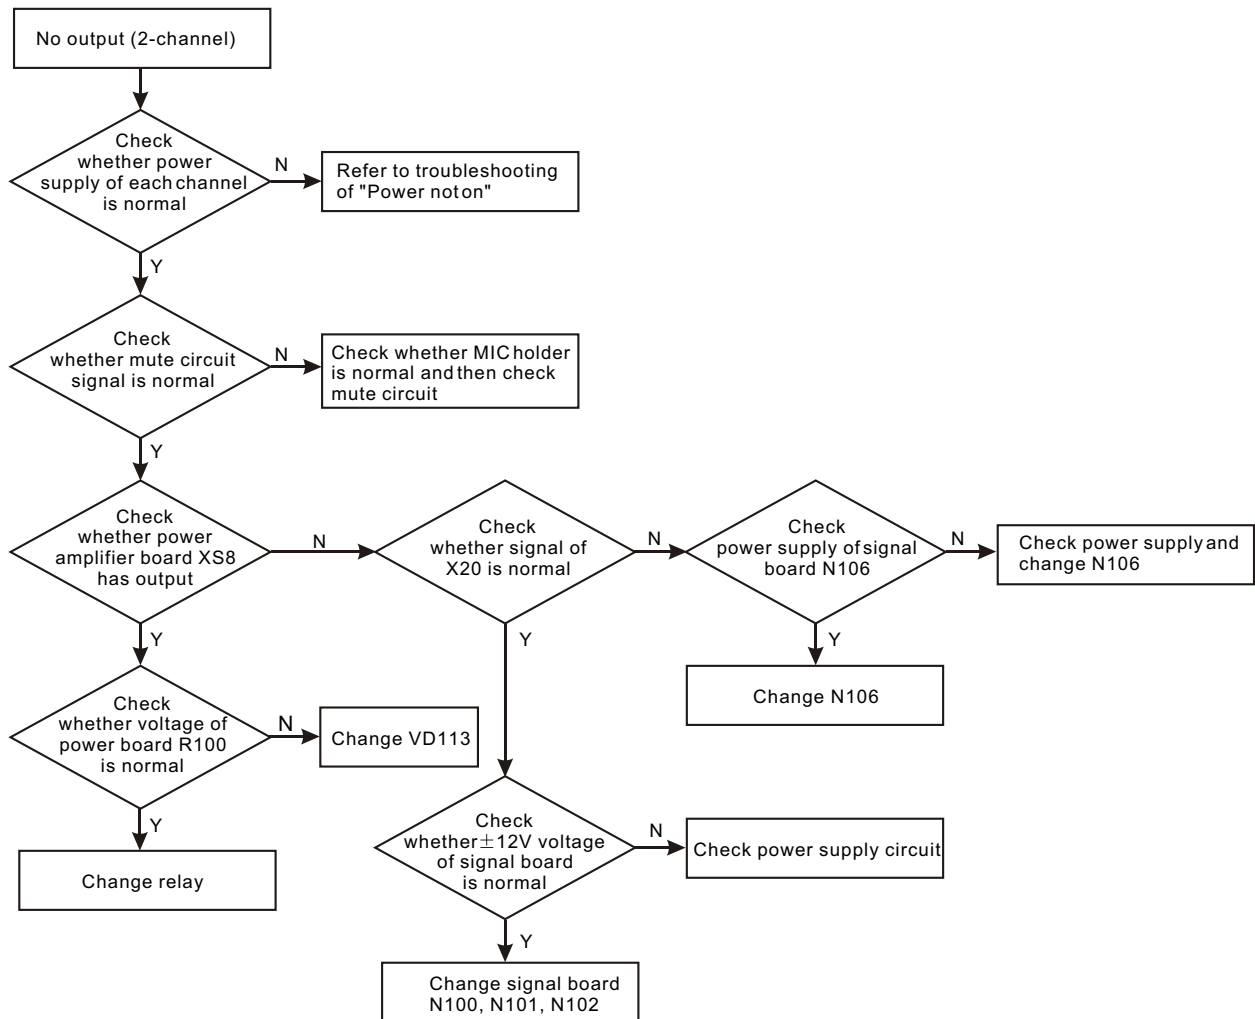 No output (2-channel)
Check
whether power
supply of each channel
is normal
N
Refer to troubleshooting
of "Power not on"
Y
Check
whether mute circuit
signal is normal
N
Check whether MIC holder
is normal and then check
mute circuit
Y
Check
whether power
amplifier board XS8
has output
N
Check
whether signal of
X20 is normal
N
Check
power supply of signal
board N106
N
Check power supply and
change N106
Y
Y
Y
Check
whether voltage of
power board R100
is normal
N
Change VD113
Change N106
Y
Change relay
Check
whether ±12V voltage
of signal board
is normal
N
Check power supply circuit
Y
Change signal board
N100, N101, N102